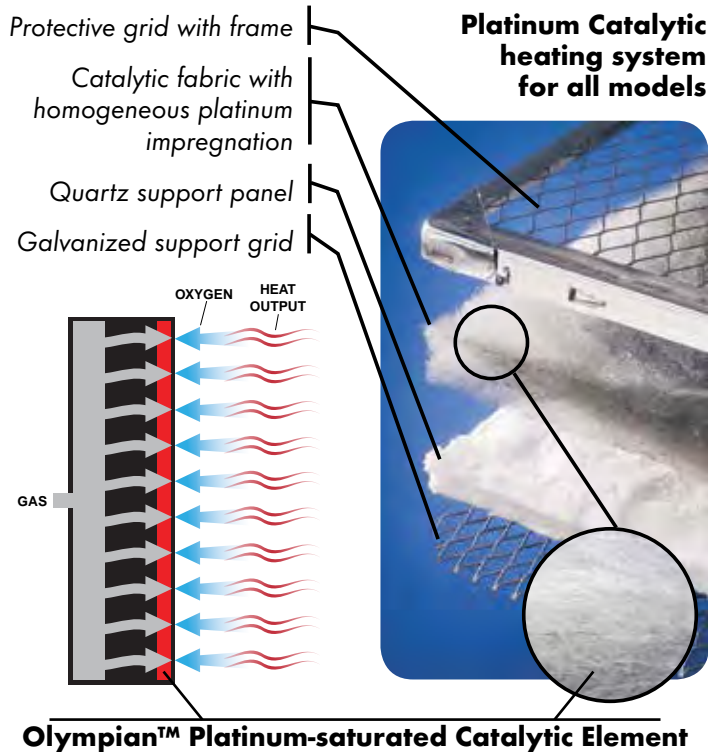 Protective grid with frame
Catalytic fabric with
homogeneous platinum
impregnation
Quartz support panel
Galvanized support grid
Platinum Catalytic
heating system
for all models
OXYGEN
HEAT
OUTPUT
GAS
Olympian™ Platinum-saturated Catalytic Element